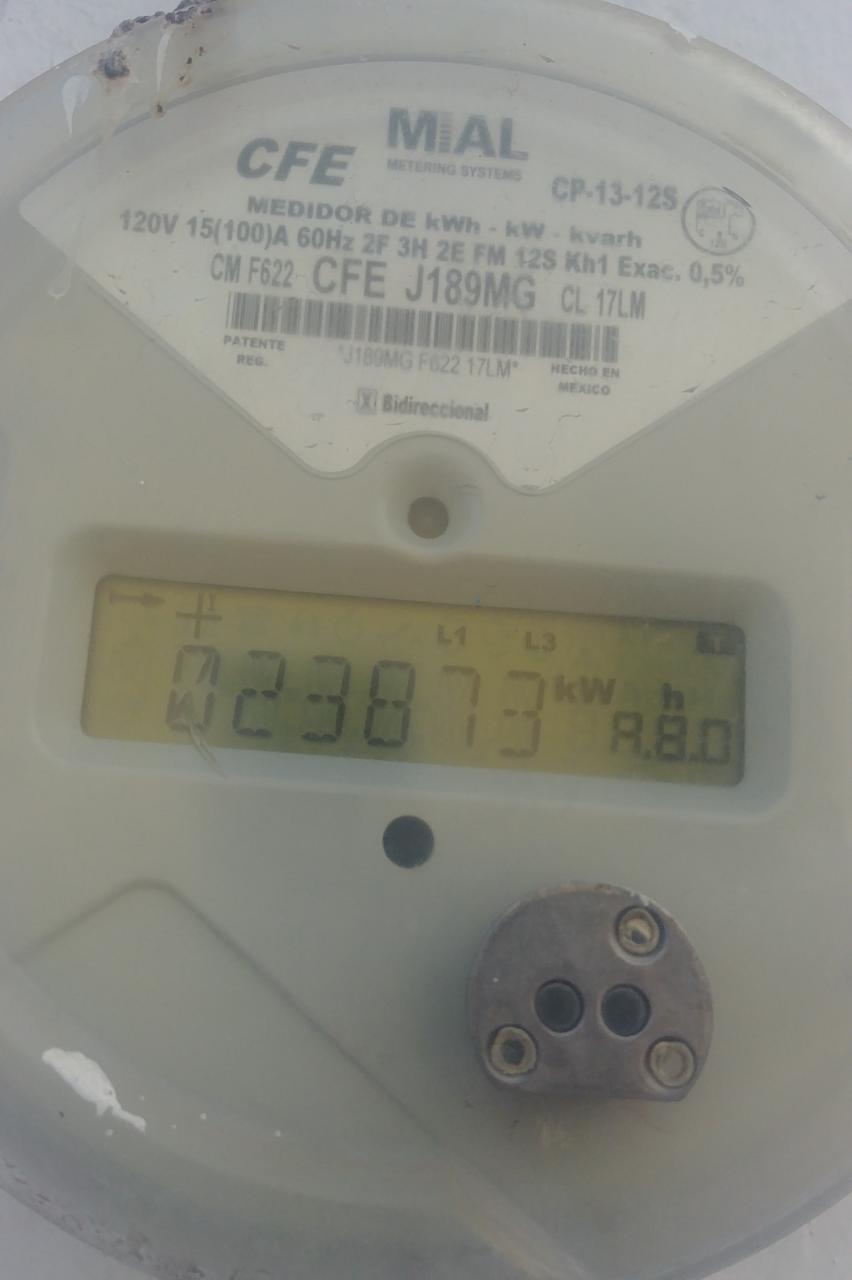 MIAL
METERING SYSTEMS
CFE
CP-13-12S
MEDIDOR DE kWh - kW - kvarh
120V 15(100)A 60Hz 2F 3H 2E FM 12S Kh1 Exac. 0,5%
CM F622 CFE J189MG CL 17LM
PATENTE REG.
*J189MG F622 17LM*
HECHO EN MÉXICO
X Bidireccional
L1 L3
023873 kWh
A.8.0